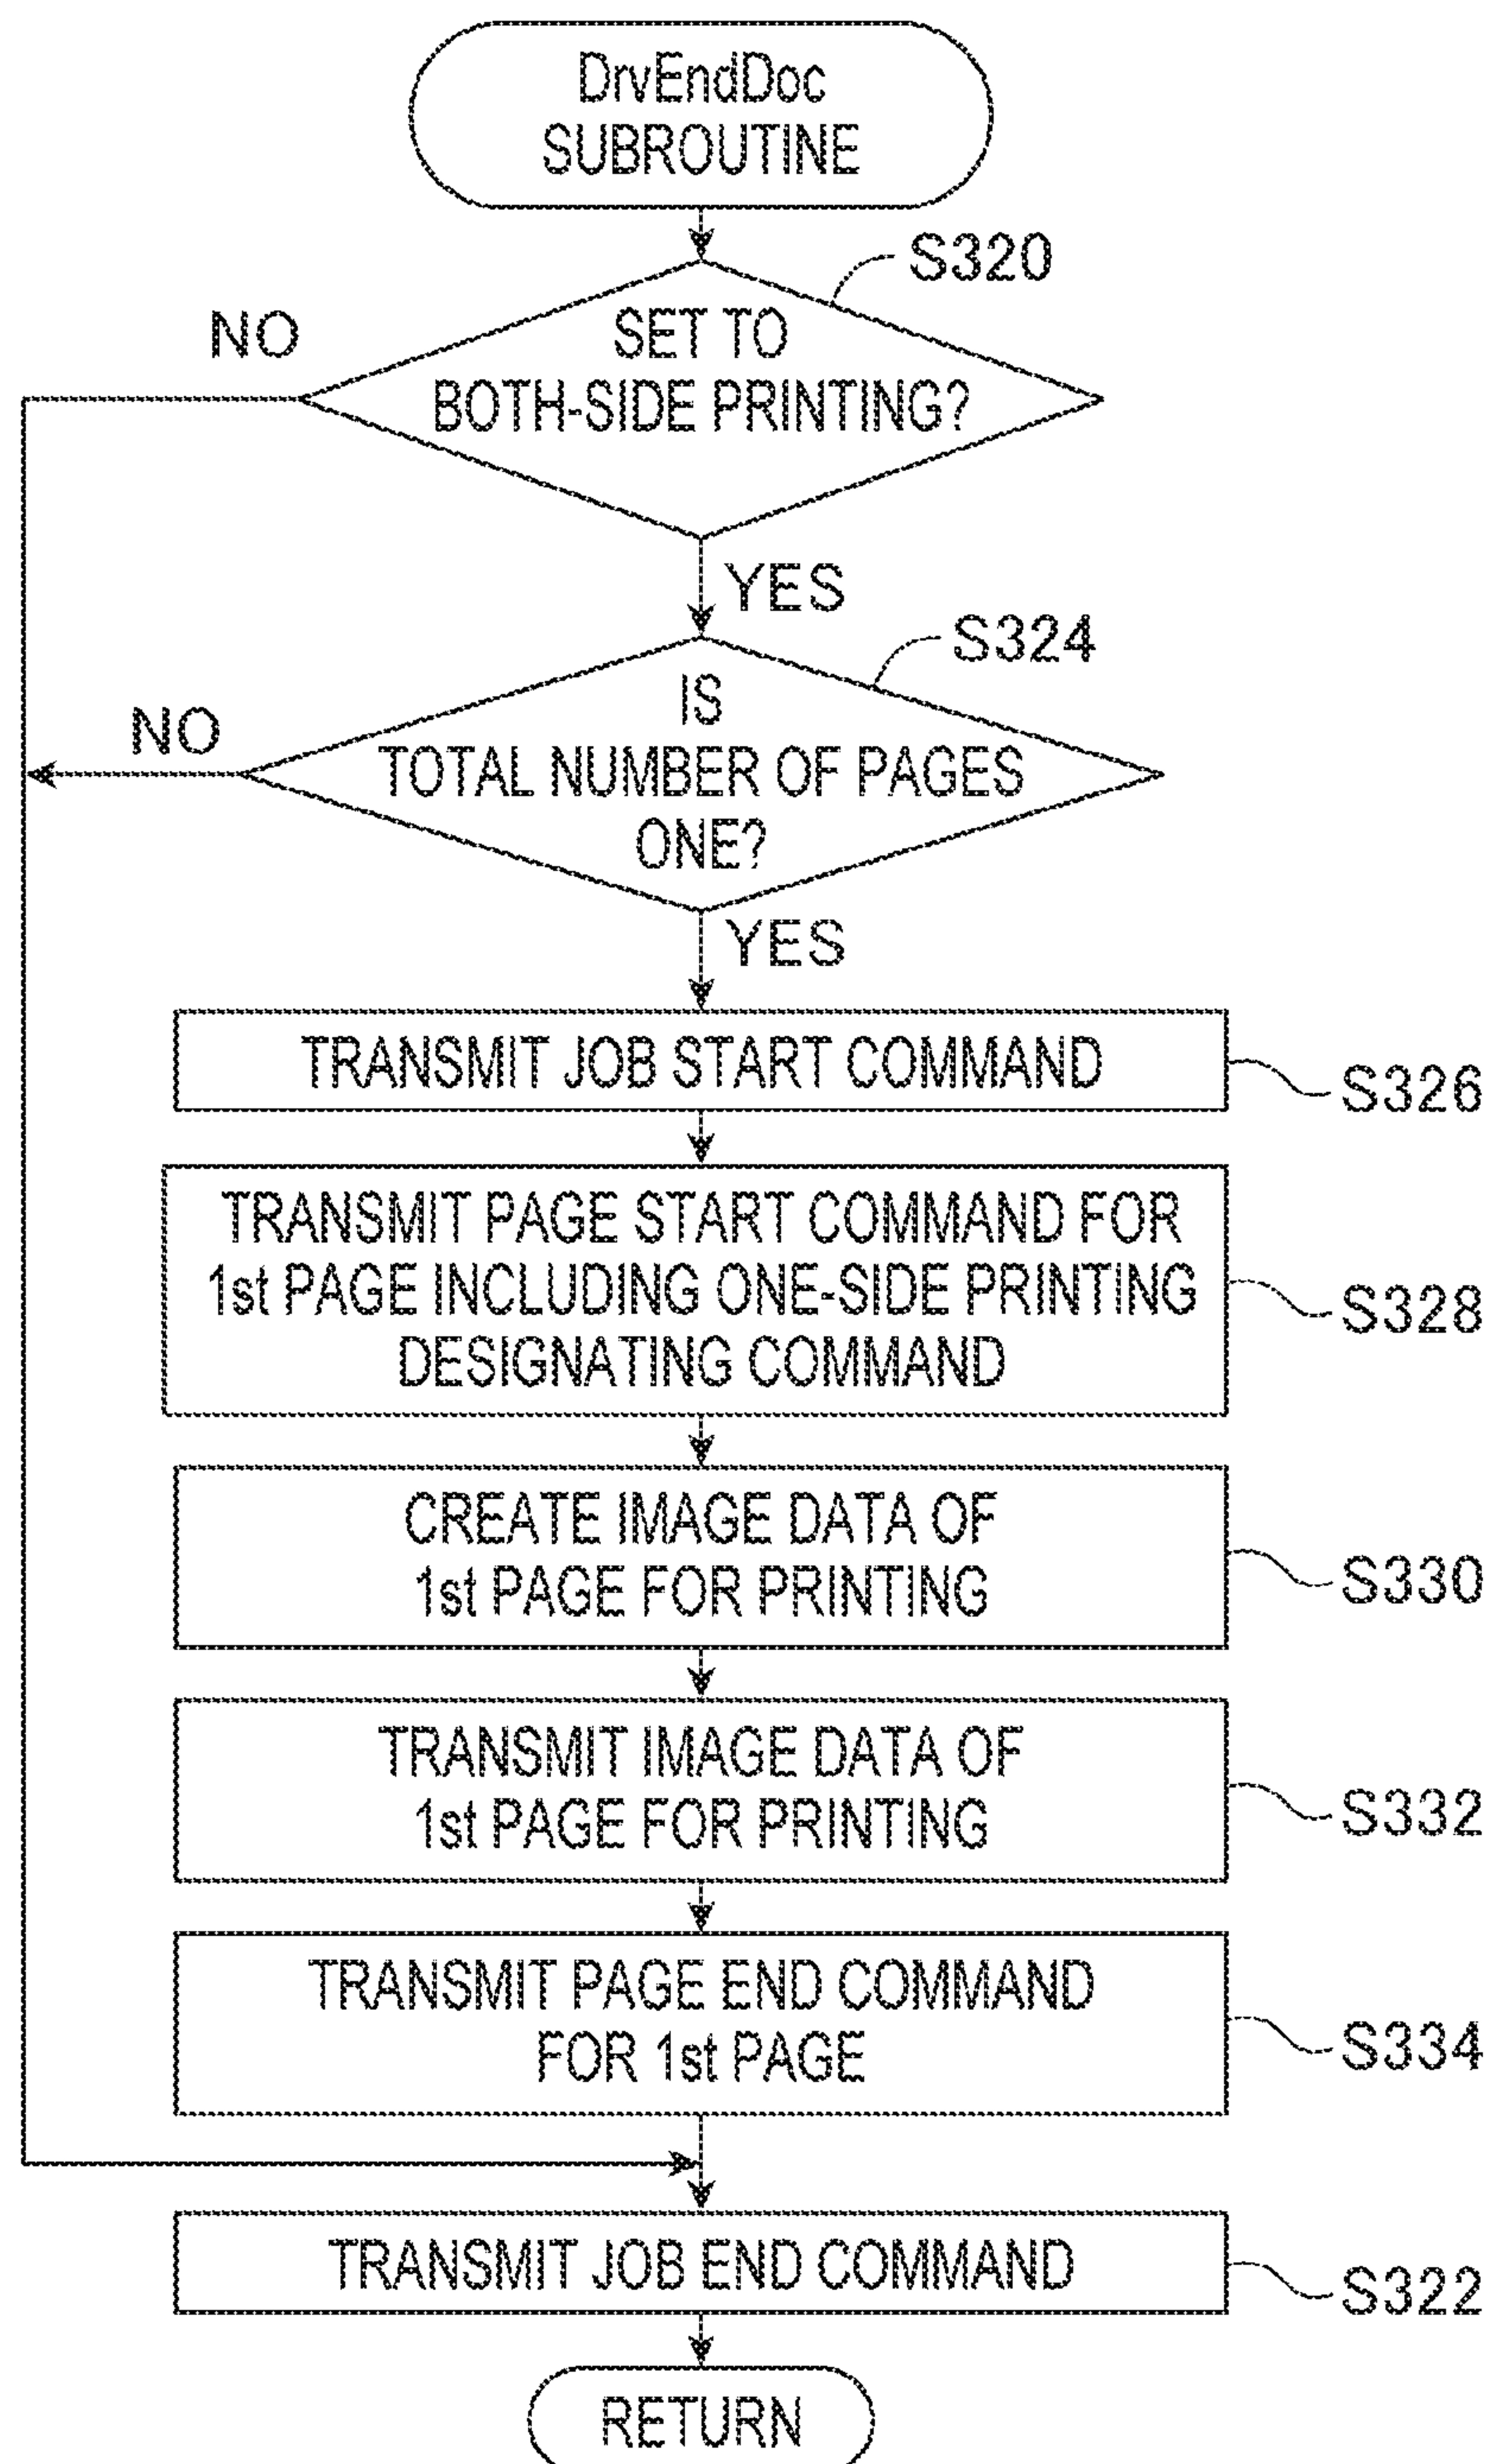 DrvEndDoc
SUBROUTINE
S320
NO
SET TO
BOTH-SIDE PRINTING?
YES
S324
NO
IS
TOTAL NUMBER OF PAGES
ONE?
YES
TRANSMIT JOB START COMMAND
S326
TRANSMIT PAGE START COMMAND FOR
1st PAGE INCLUDING ONE-SIDE PRINTING
DESIGNATING COMMAND
S328
CREATE IMAGE DATA OF
1st PAGE FOR PRINTING
S330
TRANSMIT IMAGE DATA OF
1st PAGE FOR PRINTING
S332
TRANSMIT PAGE END COMMAND
FOR 1st PAGE
S334
TRANSMIT JOB END COMMAND
S322
RETURN